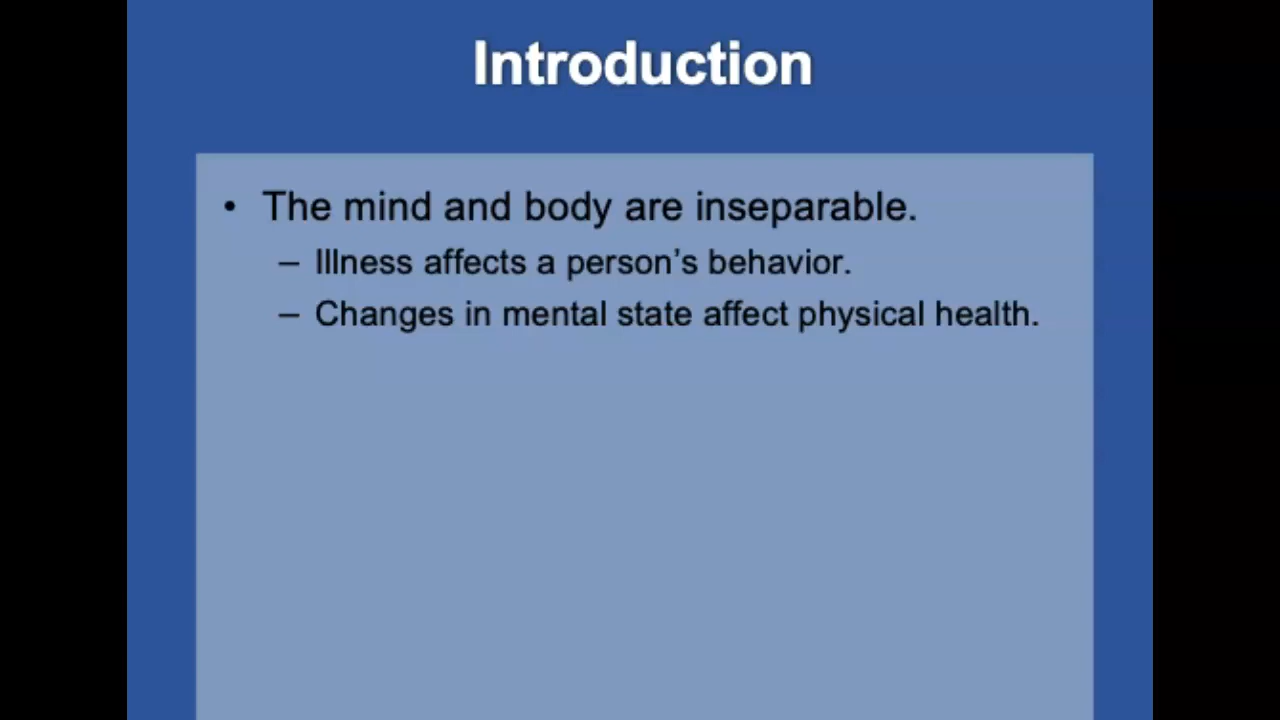 Introduction
• The mind and body are inseparable.
– Illness affects a person’s behavior.
– Changes in mental state affect physical health.